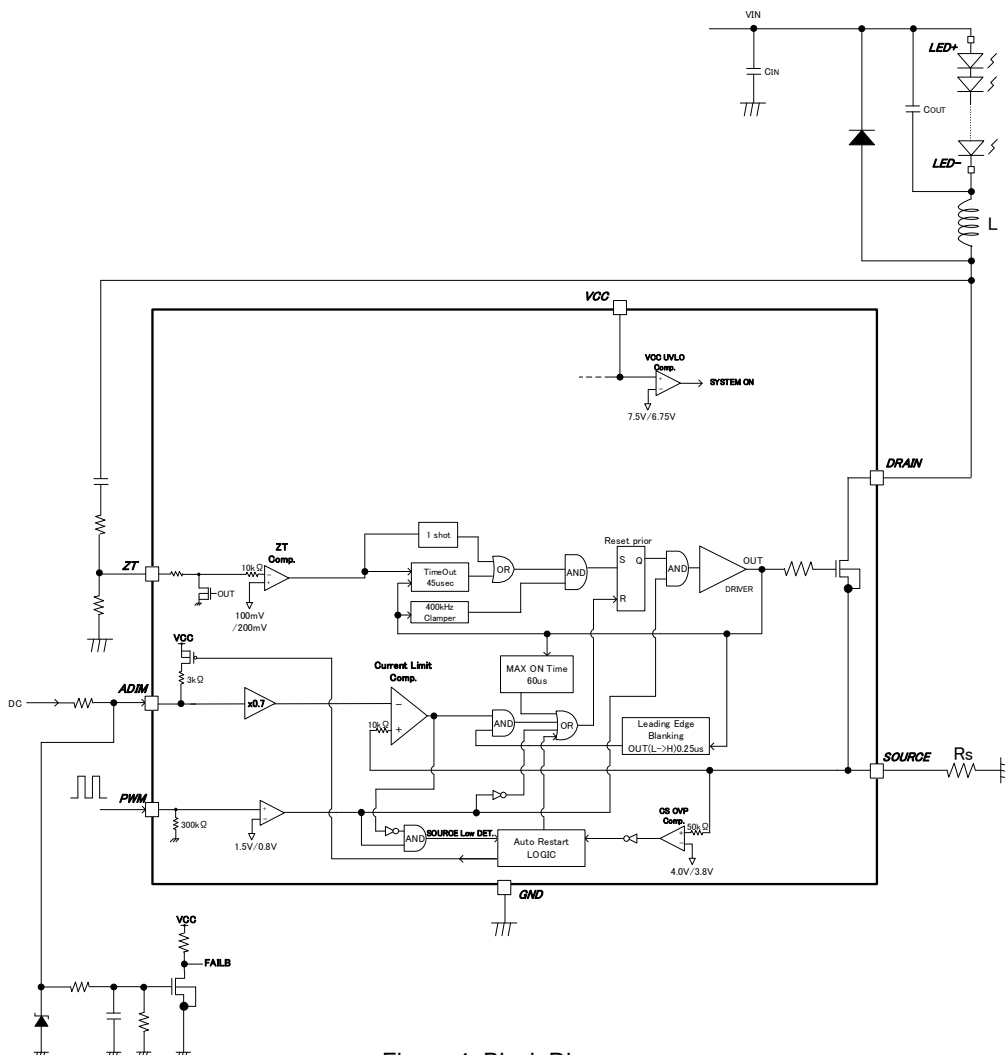 VIN
LED+
CIN
COUT
LED-
L
VCC
VCC UVLO
Comp.
SYSTEM ON
7.5V/6.75V
DRAIN
1 shot
Reset prior
ZT
Comp.
ZT
10kΩ
OUT
100mV
/200mV
TimeOut
45usec
OR
AND
S Q
R
AND
OUT
DRIVER
400kHz
Clamper
VCC
3kΩ
MAX ON Time
60us
Current Limit
Comp.
ADIM
DC
x0.7
10kΩ
AND
OR
Leading Edge
Blanking
OUT(L->H)0.25us
SOURCE
Rs
PWM
300kΩ
1.5V/0.8V
AND
SOURCE Low DET.
Auto Restart
LOGIC
CS OVP
Comp.
50kΩ
4.0V/3.8V
GND
VCC
FAILB